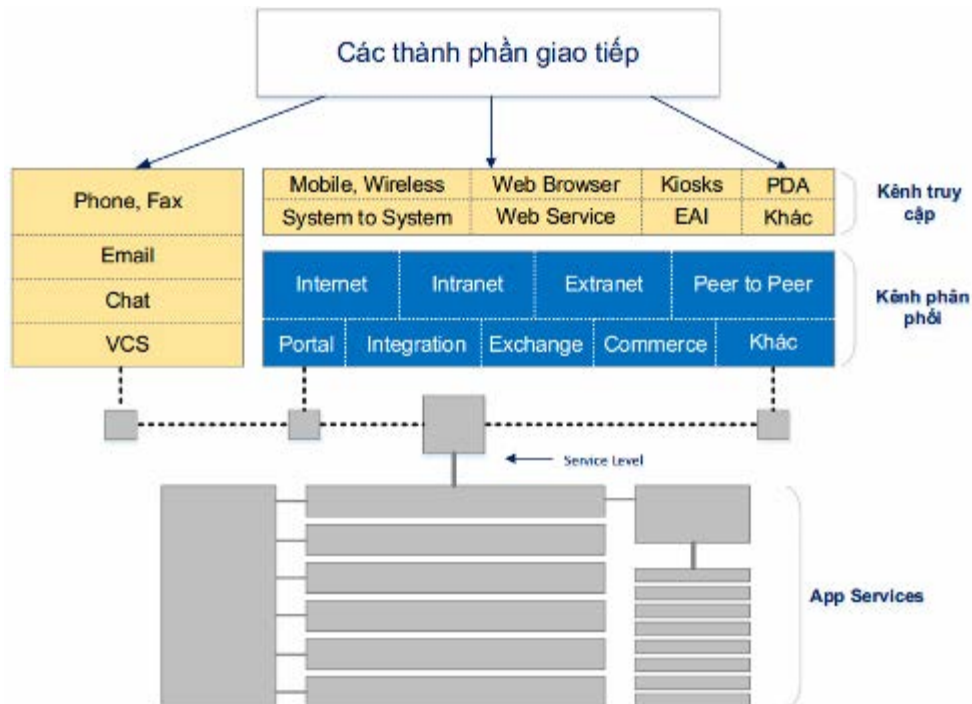 Các thành phần giao tiếp
Phone, Fax
Email
Chat
VCS
Mobile, Wireless
Web Browser
Kiosks
PDA
System to System
Web Service
EAI
Khác
Kênh truy
cập
Internet
Intranet
Extranet
Peer to Peer
Portal
Integration
Exchange
Commerce
Khác
Kênh phân
phối
Service Level
App Services